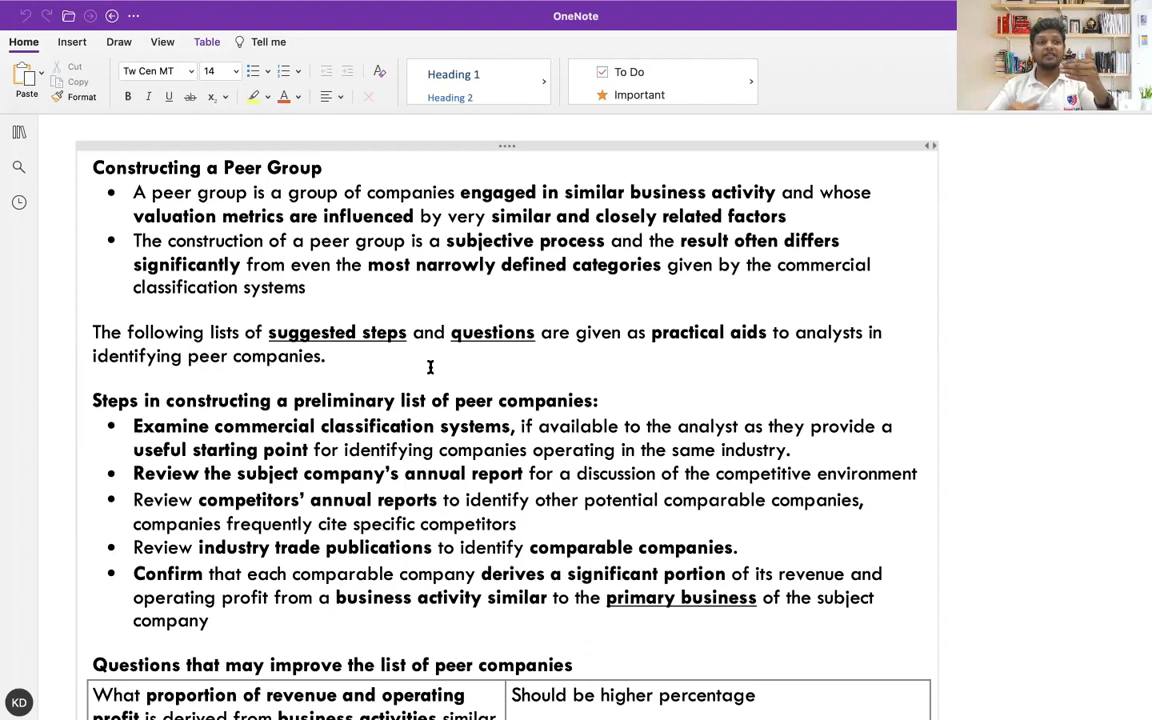 OneNote
Home Insert Draw View Table Tell me
Paste
Cut
Copy
Format
Tw Cen MT 14
B I U ab x₂ A
Heading 1
Heading 2
To Do
Important
Constructing a Peer Group
• A peer group is a group of companies engaged in similar business activity and whose
valuation metrics are influenced by very similar and closely related factors
• The construction of a peer group is a subjective process and the result often differs
significantly from even the most narrowly defined categories given by the commercial
classification systems
The following lists of suggested steps and questions are given as practical aids to analysts in
identifying peer companies.
Steps in constructing a preliminary list of peer companies:
• Examine commercial classification systems, if available to the analyst as they provide a
useful starting point for identifying companies operating in the same industry.
• Review the subject company's annual report for a discussion of the competitive environment
• Review competitors' annual reports to identify other potential comparable companies,
companies frequently cite specific competitors
• Review industry trade publications to identify comparable companies.
• Confirm that each comparable company derives a significant portion of its revenue and
operating profit from a business activity similar to the primary business of the subject
company
Questions that may improve the list of peer companies
What proportion of revenue and operating
profit is derived from business activities similar
Should be higher percentage
KD